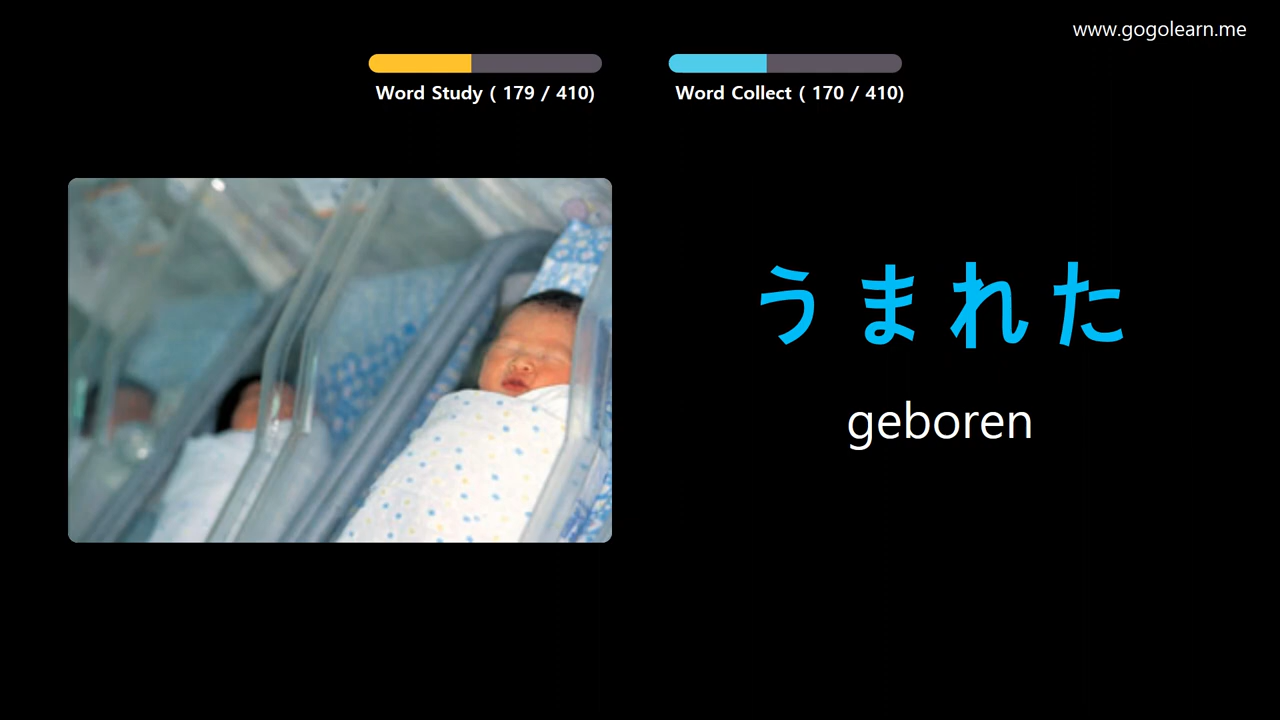 www.gogolearn.me
Word Study ( 179 / 410)
Word Collect ( 170 / 410)
うまれた
geboren